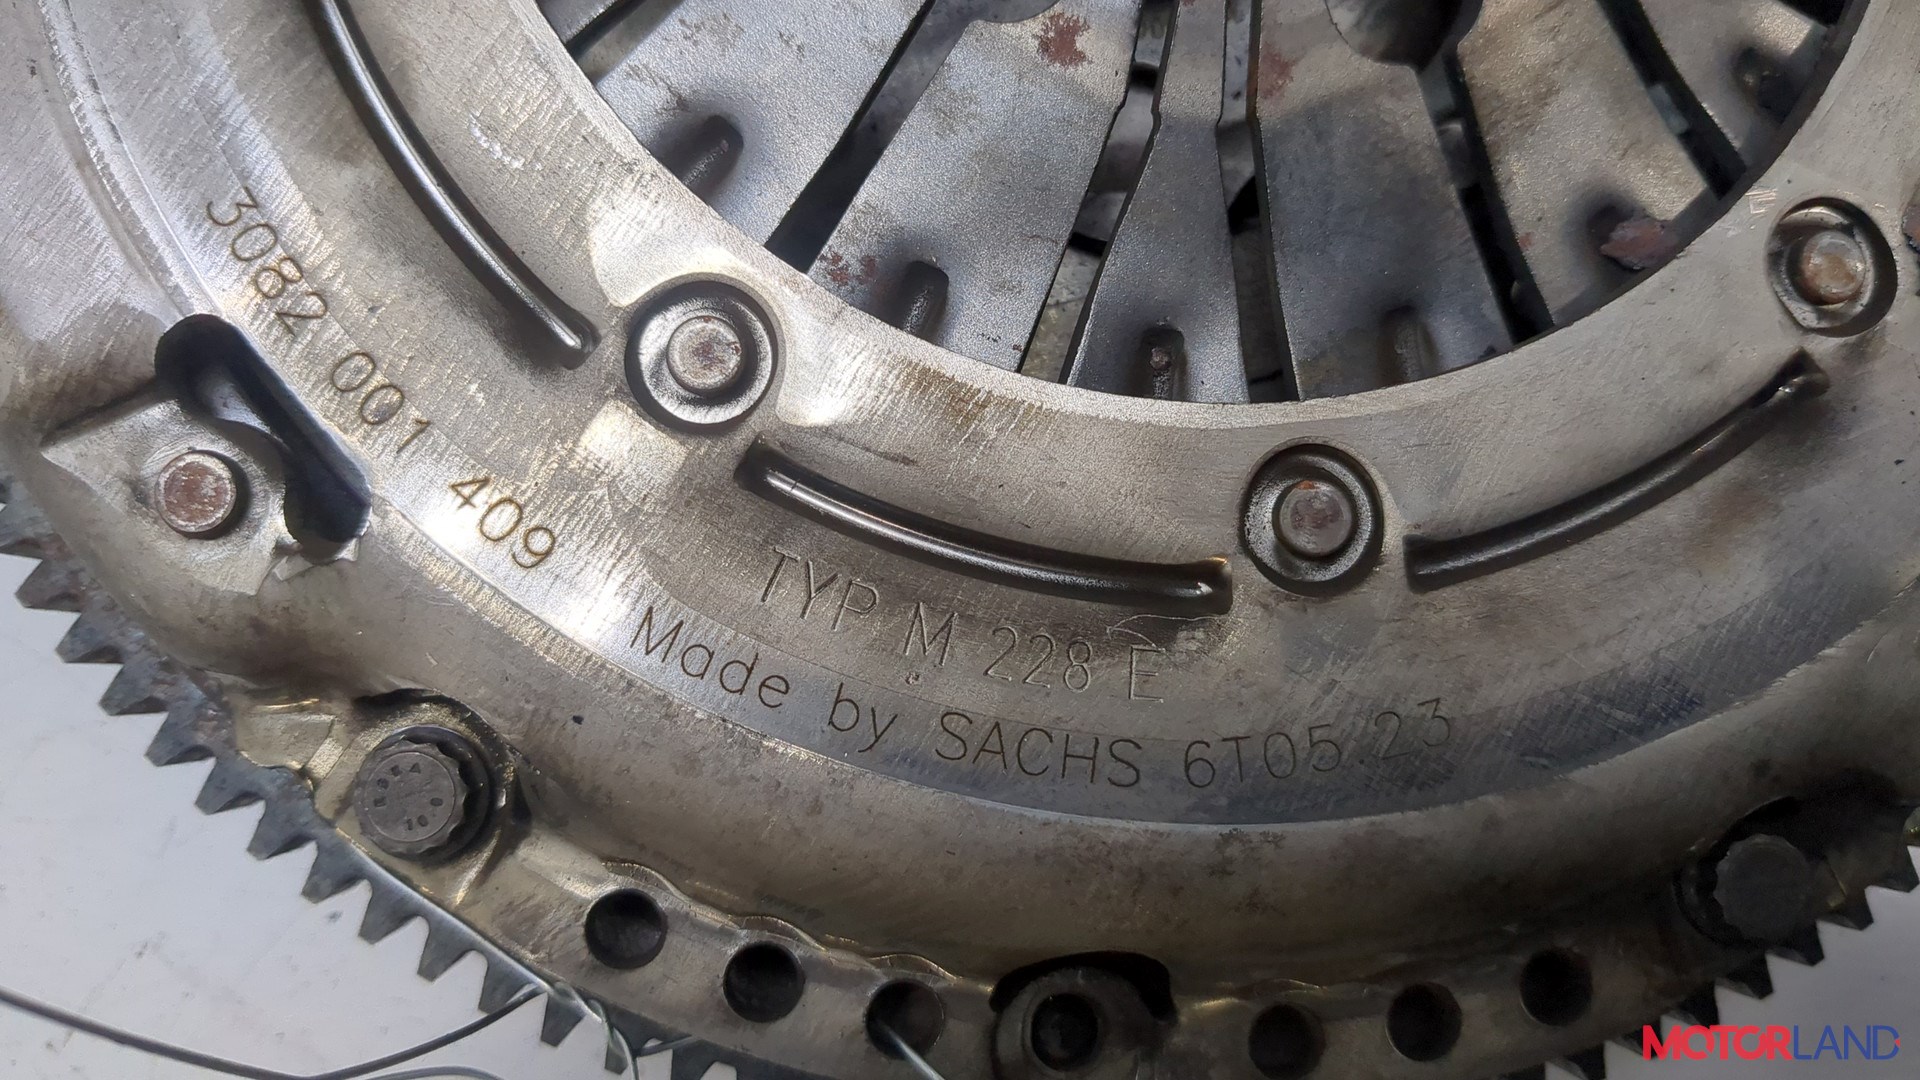 3082 001 409
TYP M 228 E
Made by SACHS 6T05 23
MOTORLAND